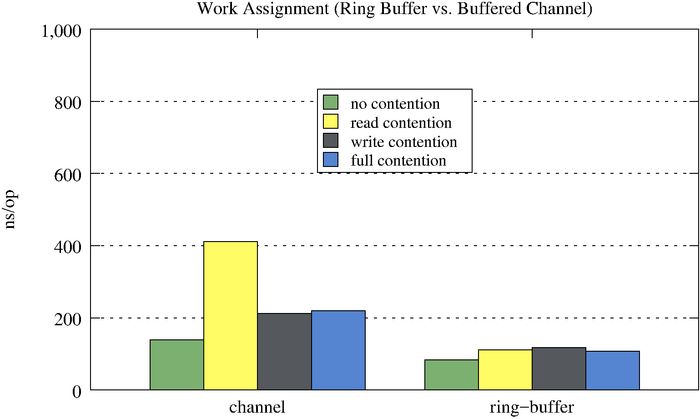 Work Assignment (Ring Buffer vs. Buffered Channel)
1,000
800
600
400
200
0
ns/op
no contention
read contention
write contention
full contention
channel
ring−buffer